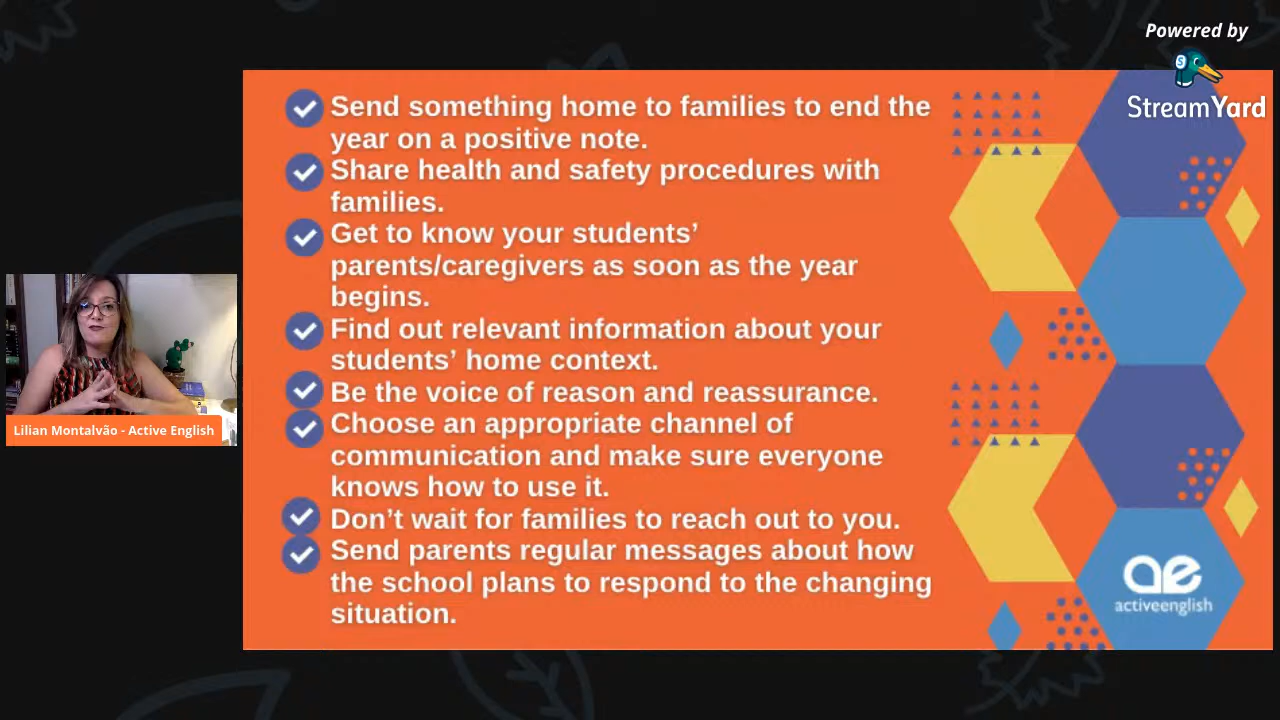 Powered by
StreamYard
Send something home to families to end the
year on a positive note.
Share health and safety procedures with
families.
Get to know your students’
parents/caregivers as soon as the year
begins.
Find out relevant information about your
students’ home context.
Be the voice of reason and reassurance.
Choose an appropriate channel of
communication and make sure everyone
knows how to use it.
Don’t wait for families to reach out to you.
Send parents regular messages about how
the school plans to respond to the changing
situation.
Lilian Montalvão - Active English
ae
activeenglish